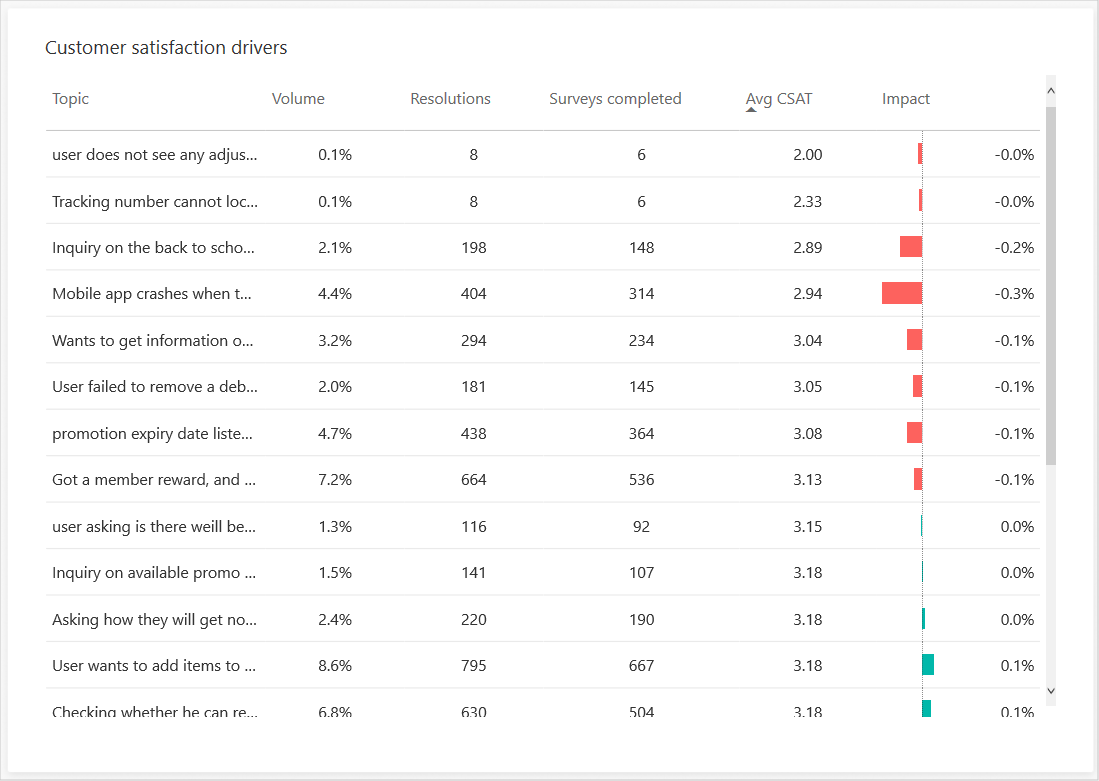 Customer satisfaction drivers
Topic Volume Resolutions Surveys completed Avg CSAT Impact
user does not see any adjus... 0.1% 8 6 2.00 -0.0%
Tracking number cannot loc... 0.1% 8 6 2.33 -0.0%
Inquiry on the back to scho... 2.1% 198 148 2.89 -0.2%
Mobile app crashes when t... 4.4% 404 314 2.94 -0.3%
Wants to get information o... 3.2% 294 234 3.04 -0.1%
User failed to remove a deb... 2.0% 181 145 3.05 -0.1%
promotion expiry date liste... 4.7% 438 364 3.08 -0.1%
Got a member reward, and ... 7.2% 664 536 3.13 -0.1%
user asking is there weill be... 1.3% 116 92 3.15 0.0%
Inquiry on available promo ... 1.5% 141 107 3.18 0.0%
Asking how they will get no... 2.4% 220 190 3.18 0.0%
User wants to add items to ... 8.6% 795 667 3.18 0.1%
Checking whether he can re... 6.8% 630 504 3.18 0.1%